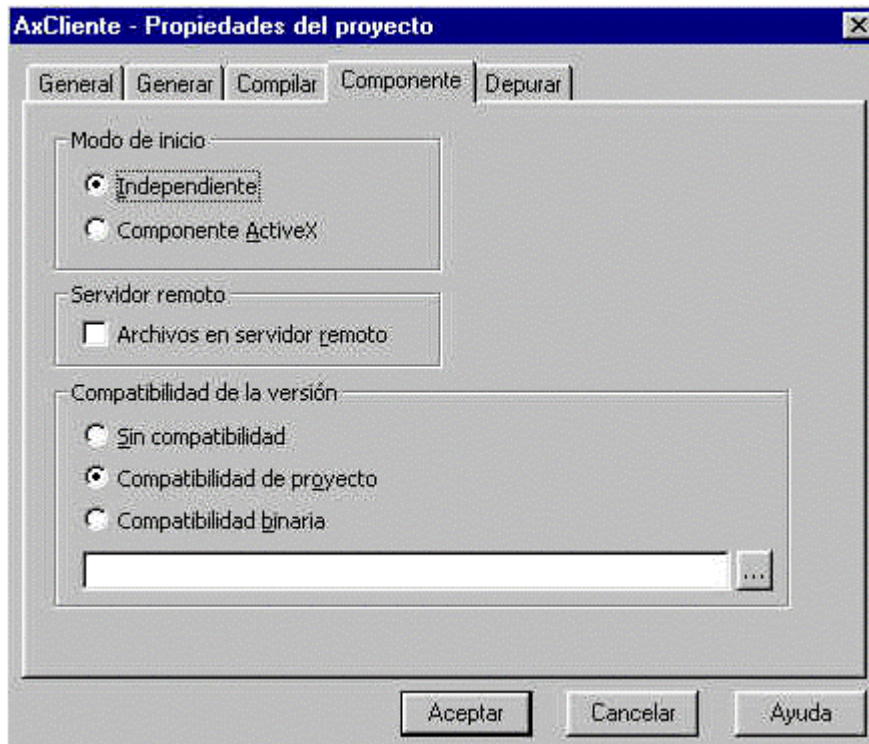 AxCliente - Propiedades del proyecto
General Generar Compilar Componente Depurar
Modo de inicio
Independiente
Componente ActiveX
Servidor remoto
Archivos en servidor remoto
Compatibilidad de la versión
Sin compatibilidad
Compatibilidad de proyecto
Compatibilidad binaria
...
Aceptar Cancelar Ayuda